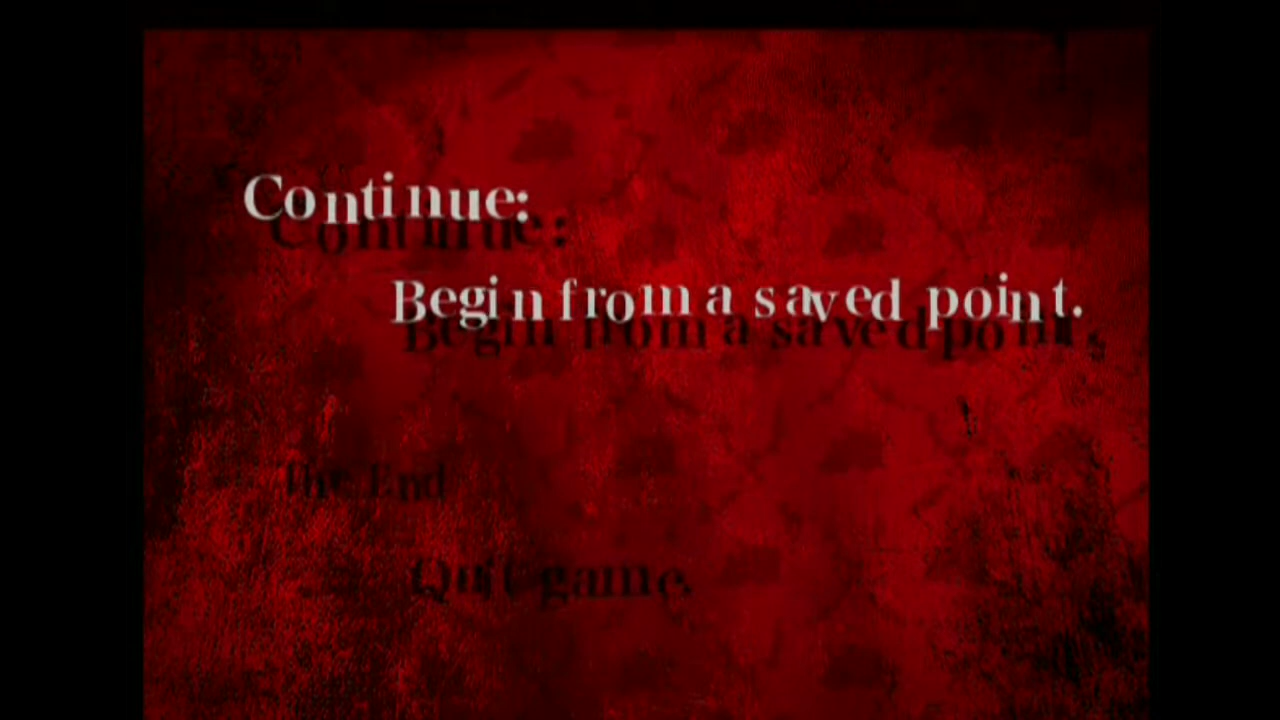 Continue:
Begin from a saved point.
The End
Quit game.